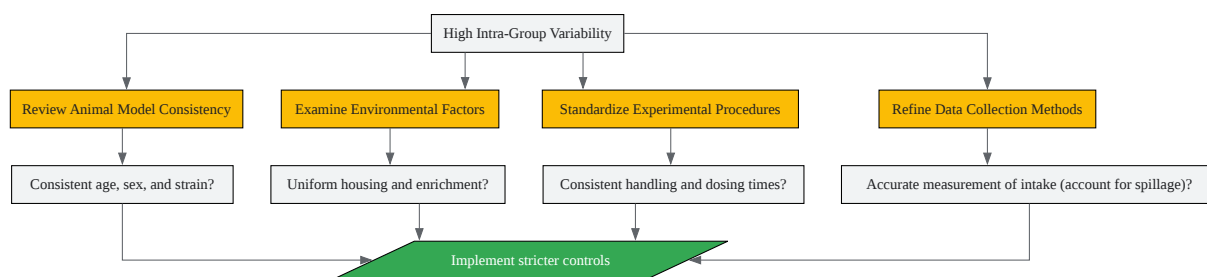 High Intra-Group Variability
Review Animal Model Consistency
Examine Environmental Factors
Standardize Experimental Procedures
Refine Data Collection Methods
Consistent age, sex, and strain?
Uniform housing and enrichment?
Consistent handling and dosing times?
Accurate measurement of intake (account for spillage)?
Implement stricter controls